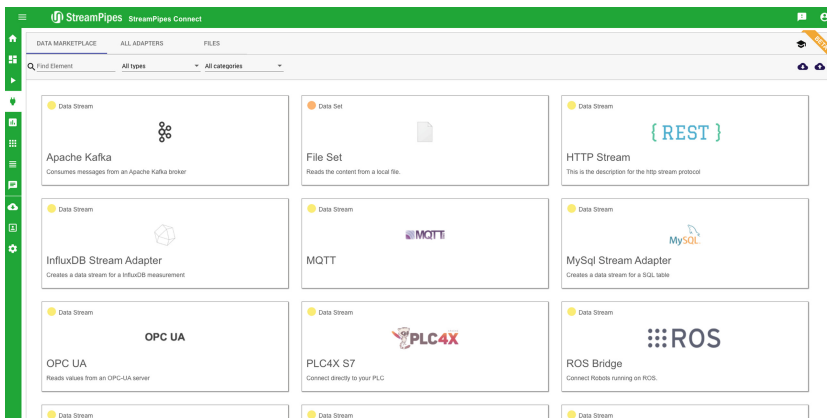 StreamPipes StreamPipes Connect
DATA MARKETPLACE ALL ADAPTERS FILES
BETA
Find Element All types All categories
Data Stream
Apache Kafka
Consumes messages from an Apache Kafka broker
Data Set
File Set
Reads the content from a local file.
Data Stream
{ REST }
HTTP Stream
This is the description for the http stream protocol
Data Stream
InfluxDB Stream Adapter
Creates a data stream for a InfluxDB measurement
Data Stream
MQTT
MQTT
Data Stream
MySQL
MySql Stream Adapter
Creates a data stream for a SQL table
Data Stream
OPC UA
OPC UA
Reads values from an OPC-UA server
Data Stream
PLC4X
PLC4X S7
Connect directly to your PLC
Data Stream
ROS
ROS Bridge
Connect Robots running on ROS.
Data Stream
Data Stream
Data Stream